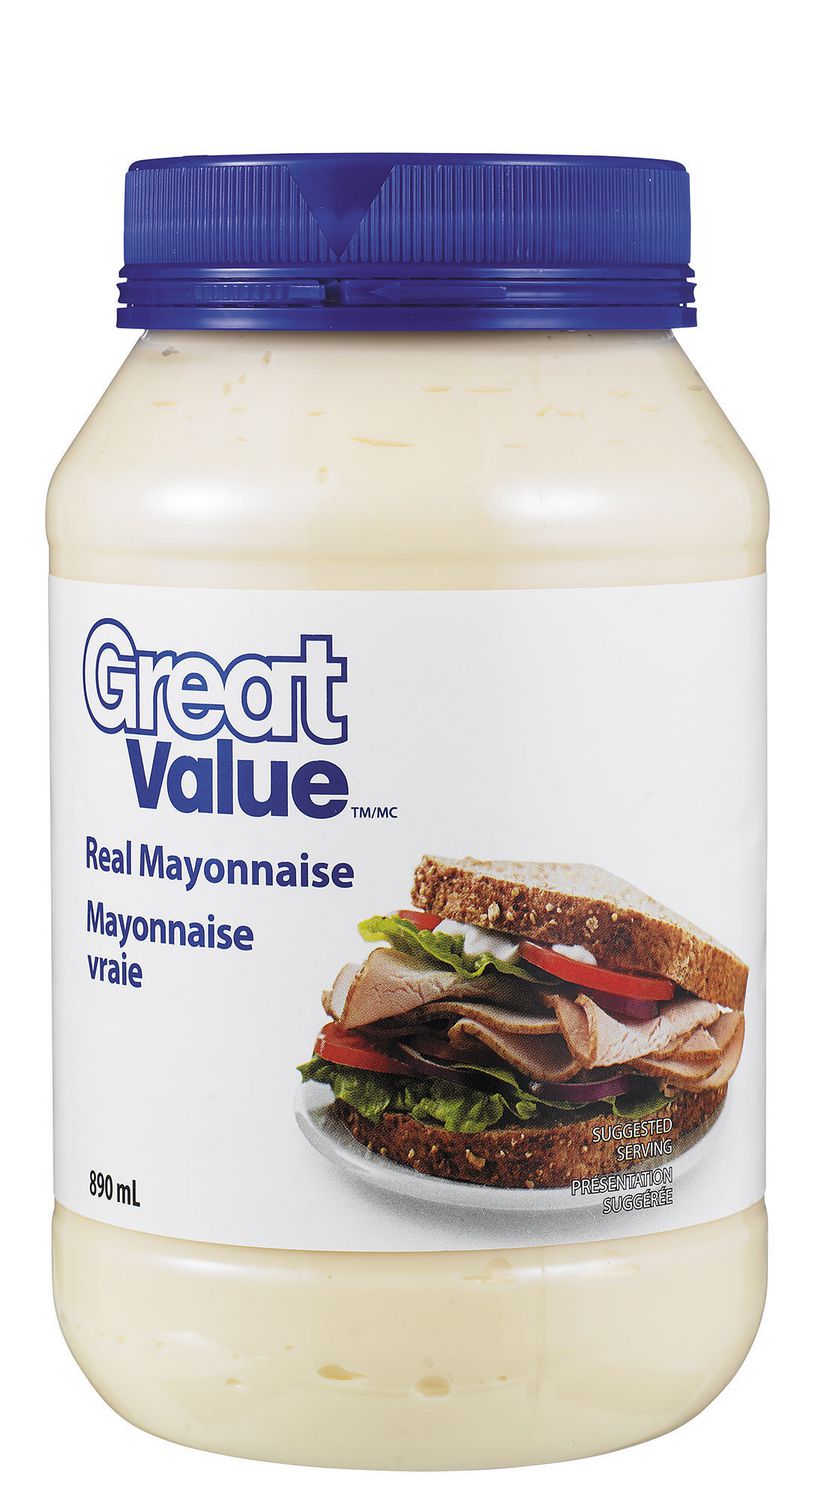 Great
Value TM/MC
Real Mayonnaise
Mayonnaise
vraie
890 mL
SUGGESTED
SERVING
PRÉSENTATION
SUGGÉRÉE